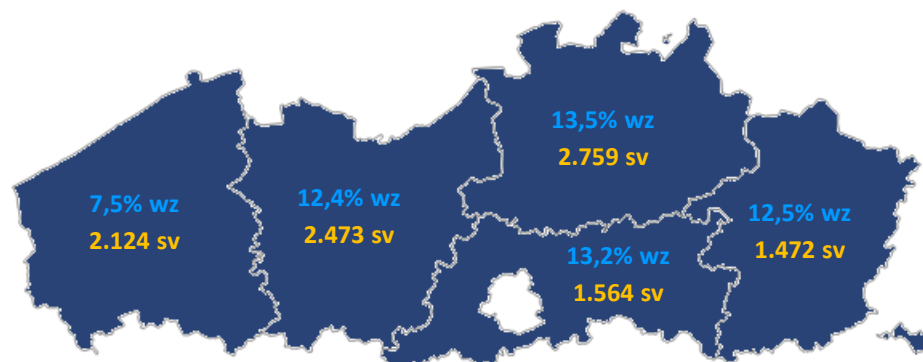 13,5% wz
2.759 sv
7,5% wz
2.124 sv
12,4% wz
2.473 sv
12,5% wz
1.472 sv
13,2% wz
1.564 sv